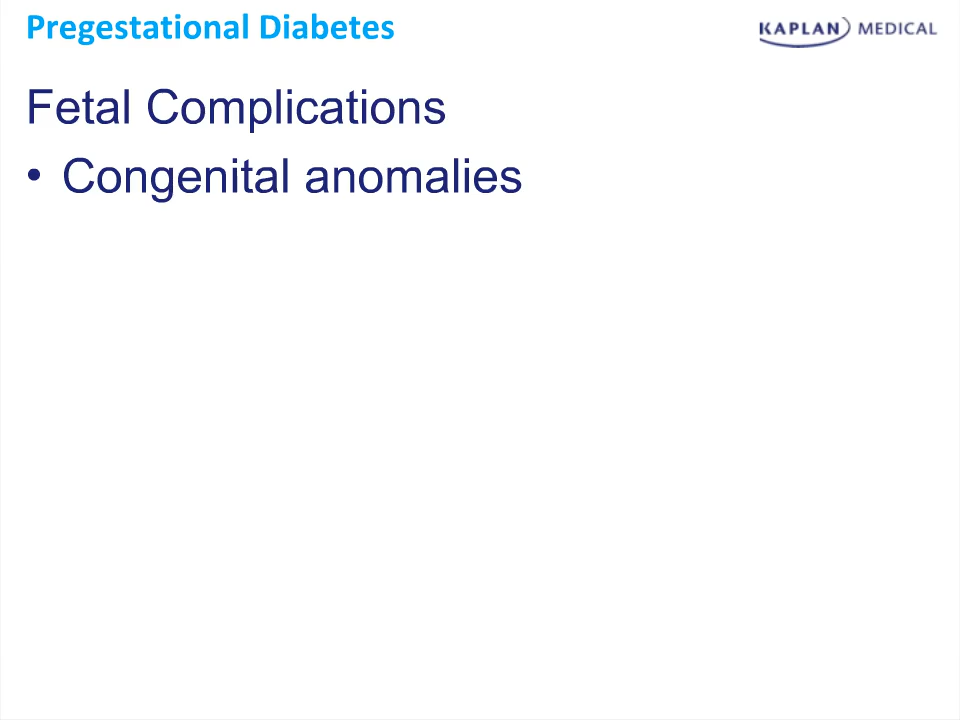 Pregestational Diabetes
KAPLAN MEDICAL
Fetal Complications
• Congenital anomalies